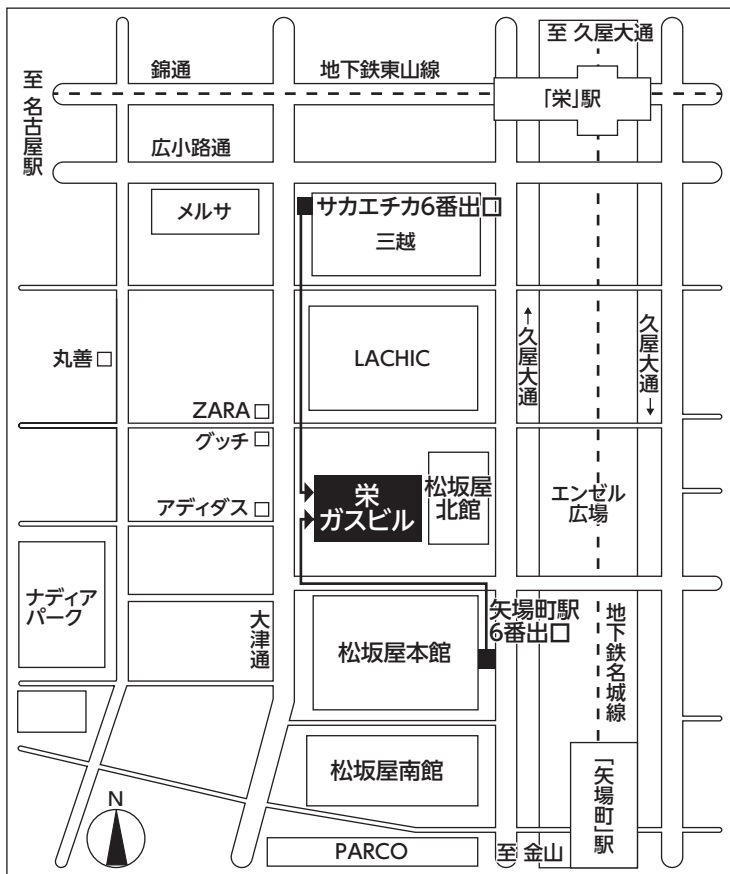 至 久屋大通
錦通
地下鉄東山線
至 名古屋駅
「栄」駅
広小路通
メルサ
サカエチカ6番出口
三越
↑久屋大通
久屋大通↓
丸善
LACHIC
ZARA
グッチ
アディダス
栄
ガスビル
松坂屋
北館
エンゼル
広場
ナディア
パーク
大津通
矢場町駅
6番出口
地下鉄名城線
松坂屋本館
松坂屋南館
「矢場町」駅
N
PARCO
至 金山